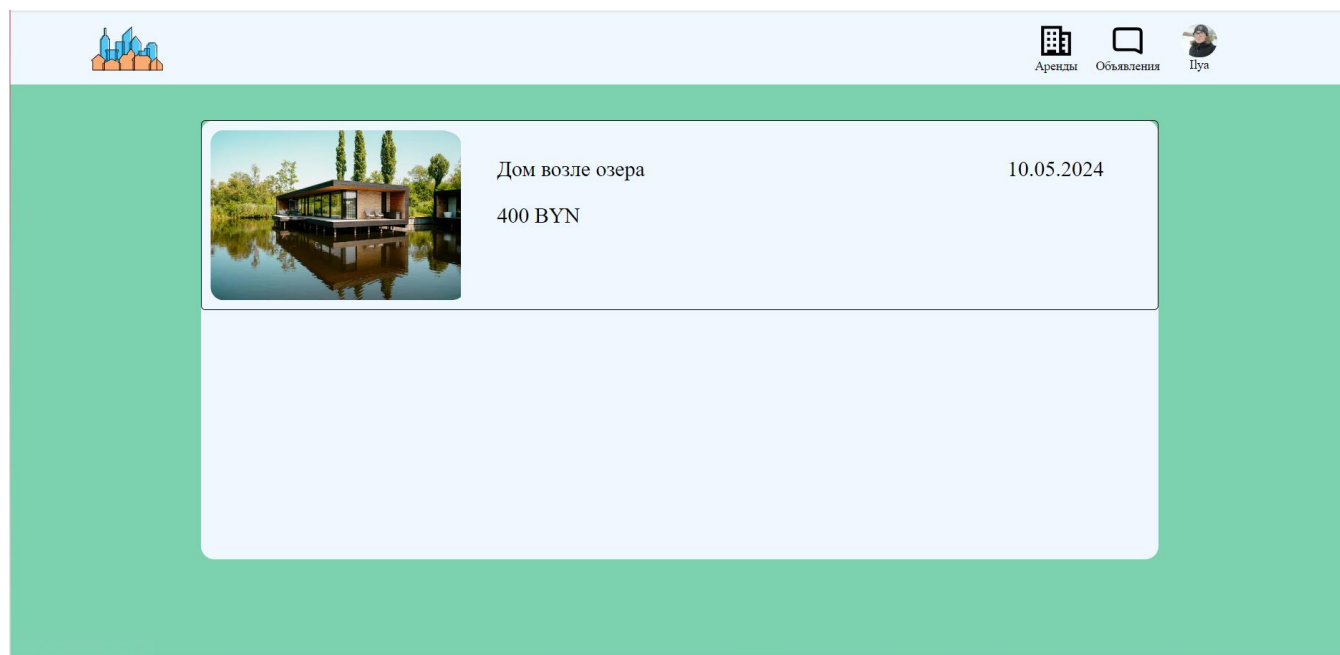 Аренды
Объявления
Ilya
Дом возле озера
10.05.2024
400 BYN